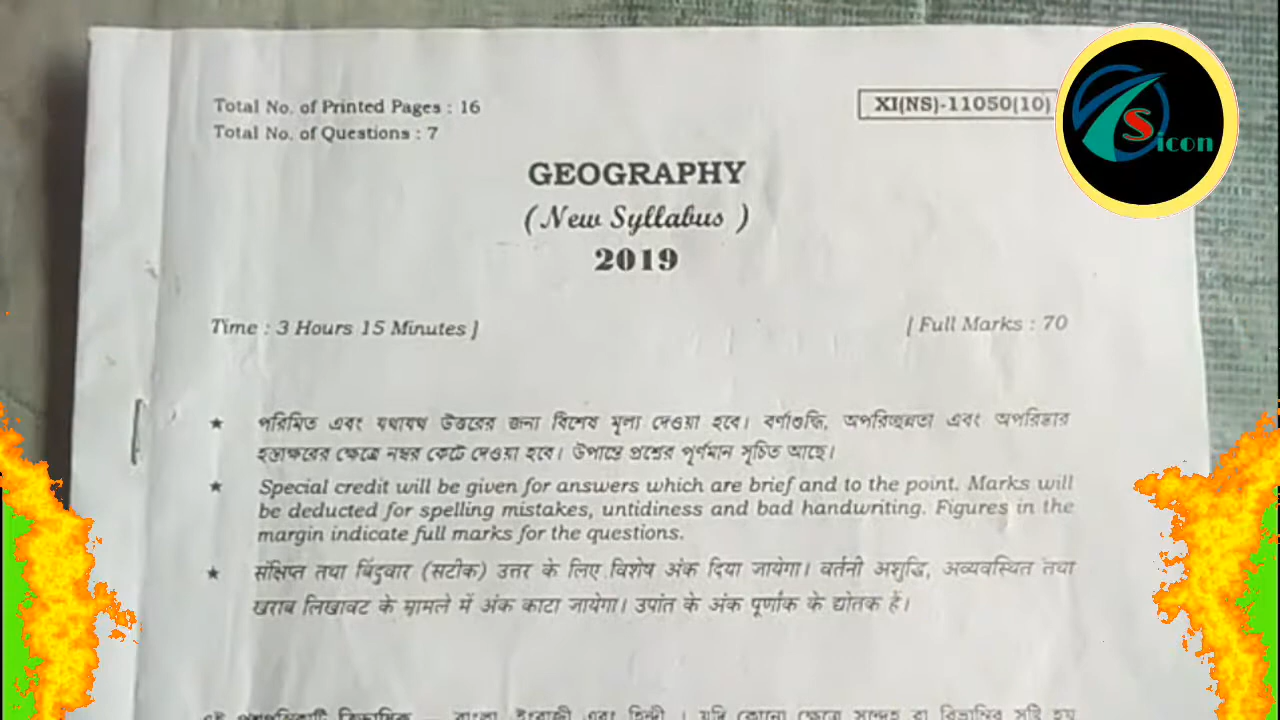 Total No. of Printed Pages : 16
XI(NS)-11050(10)
Total No. of Questions : 7
Sicon
GEOGRAPHY
( New Syllabus )
2019
Time : 3 Hours 15 Minutes ]
[ Full Marks : 70
★ পরিমিত এবং যথাযথ উত্তরের জন্য বিশেষ মূল্য দেওয়া হবে। বর্ণাশুদ্ধি, অপরিচ্ছন্নতা এবং অপরিষ্কার
হস্তাক্ষরের ক্ষেত্রে নম্বর কেটে দেওয়া হবে। উপান্তে প্রশ্নের পূর্ণমান সূচিত আছে।
★ Special credit will be given for answers which are brief and to the point. Marks will
be deducted for spelling mistakes, untidiness and bad handwriting. Figures in the
margin indicate full marks for the questions.
★ संक्षिप्त तथा बिंदुवार (सटीक) उत्तर के लिए विशेष अंक दिया जायेगा। वर्तनी अशुद्धि, अव्यवस्थित तथा
खराब लिखावट के मामले में अंक काटा जायेगा। उपांत के अंक पूर्णांक के द्योतक हैं।